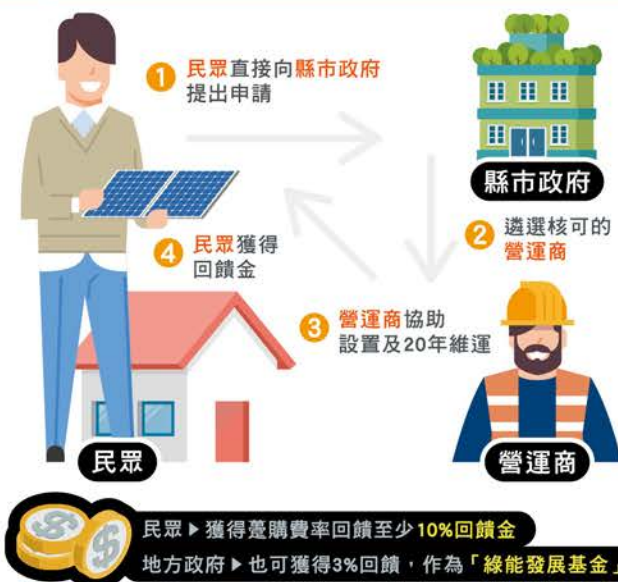 1 民眾直接向縣市政府
提出申請
縣市政府
2 遴選核可的
營運商
4 民眾獲得
回饋金
3 營運商協助
設置及20年維運
民眾
營運商
民眾▶獲得躉購費率回饋至少10%回饋金
地方政府▶也可獲得3%回饋,作為「綠能發展基金」